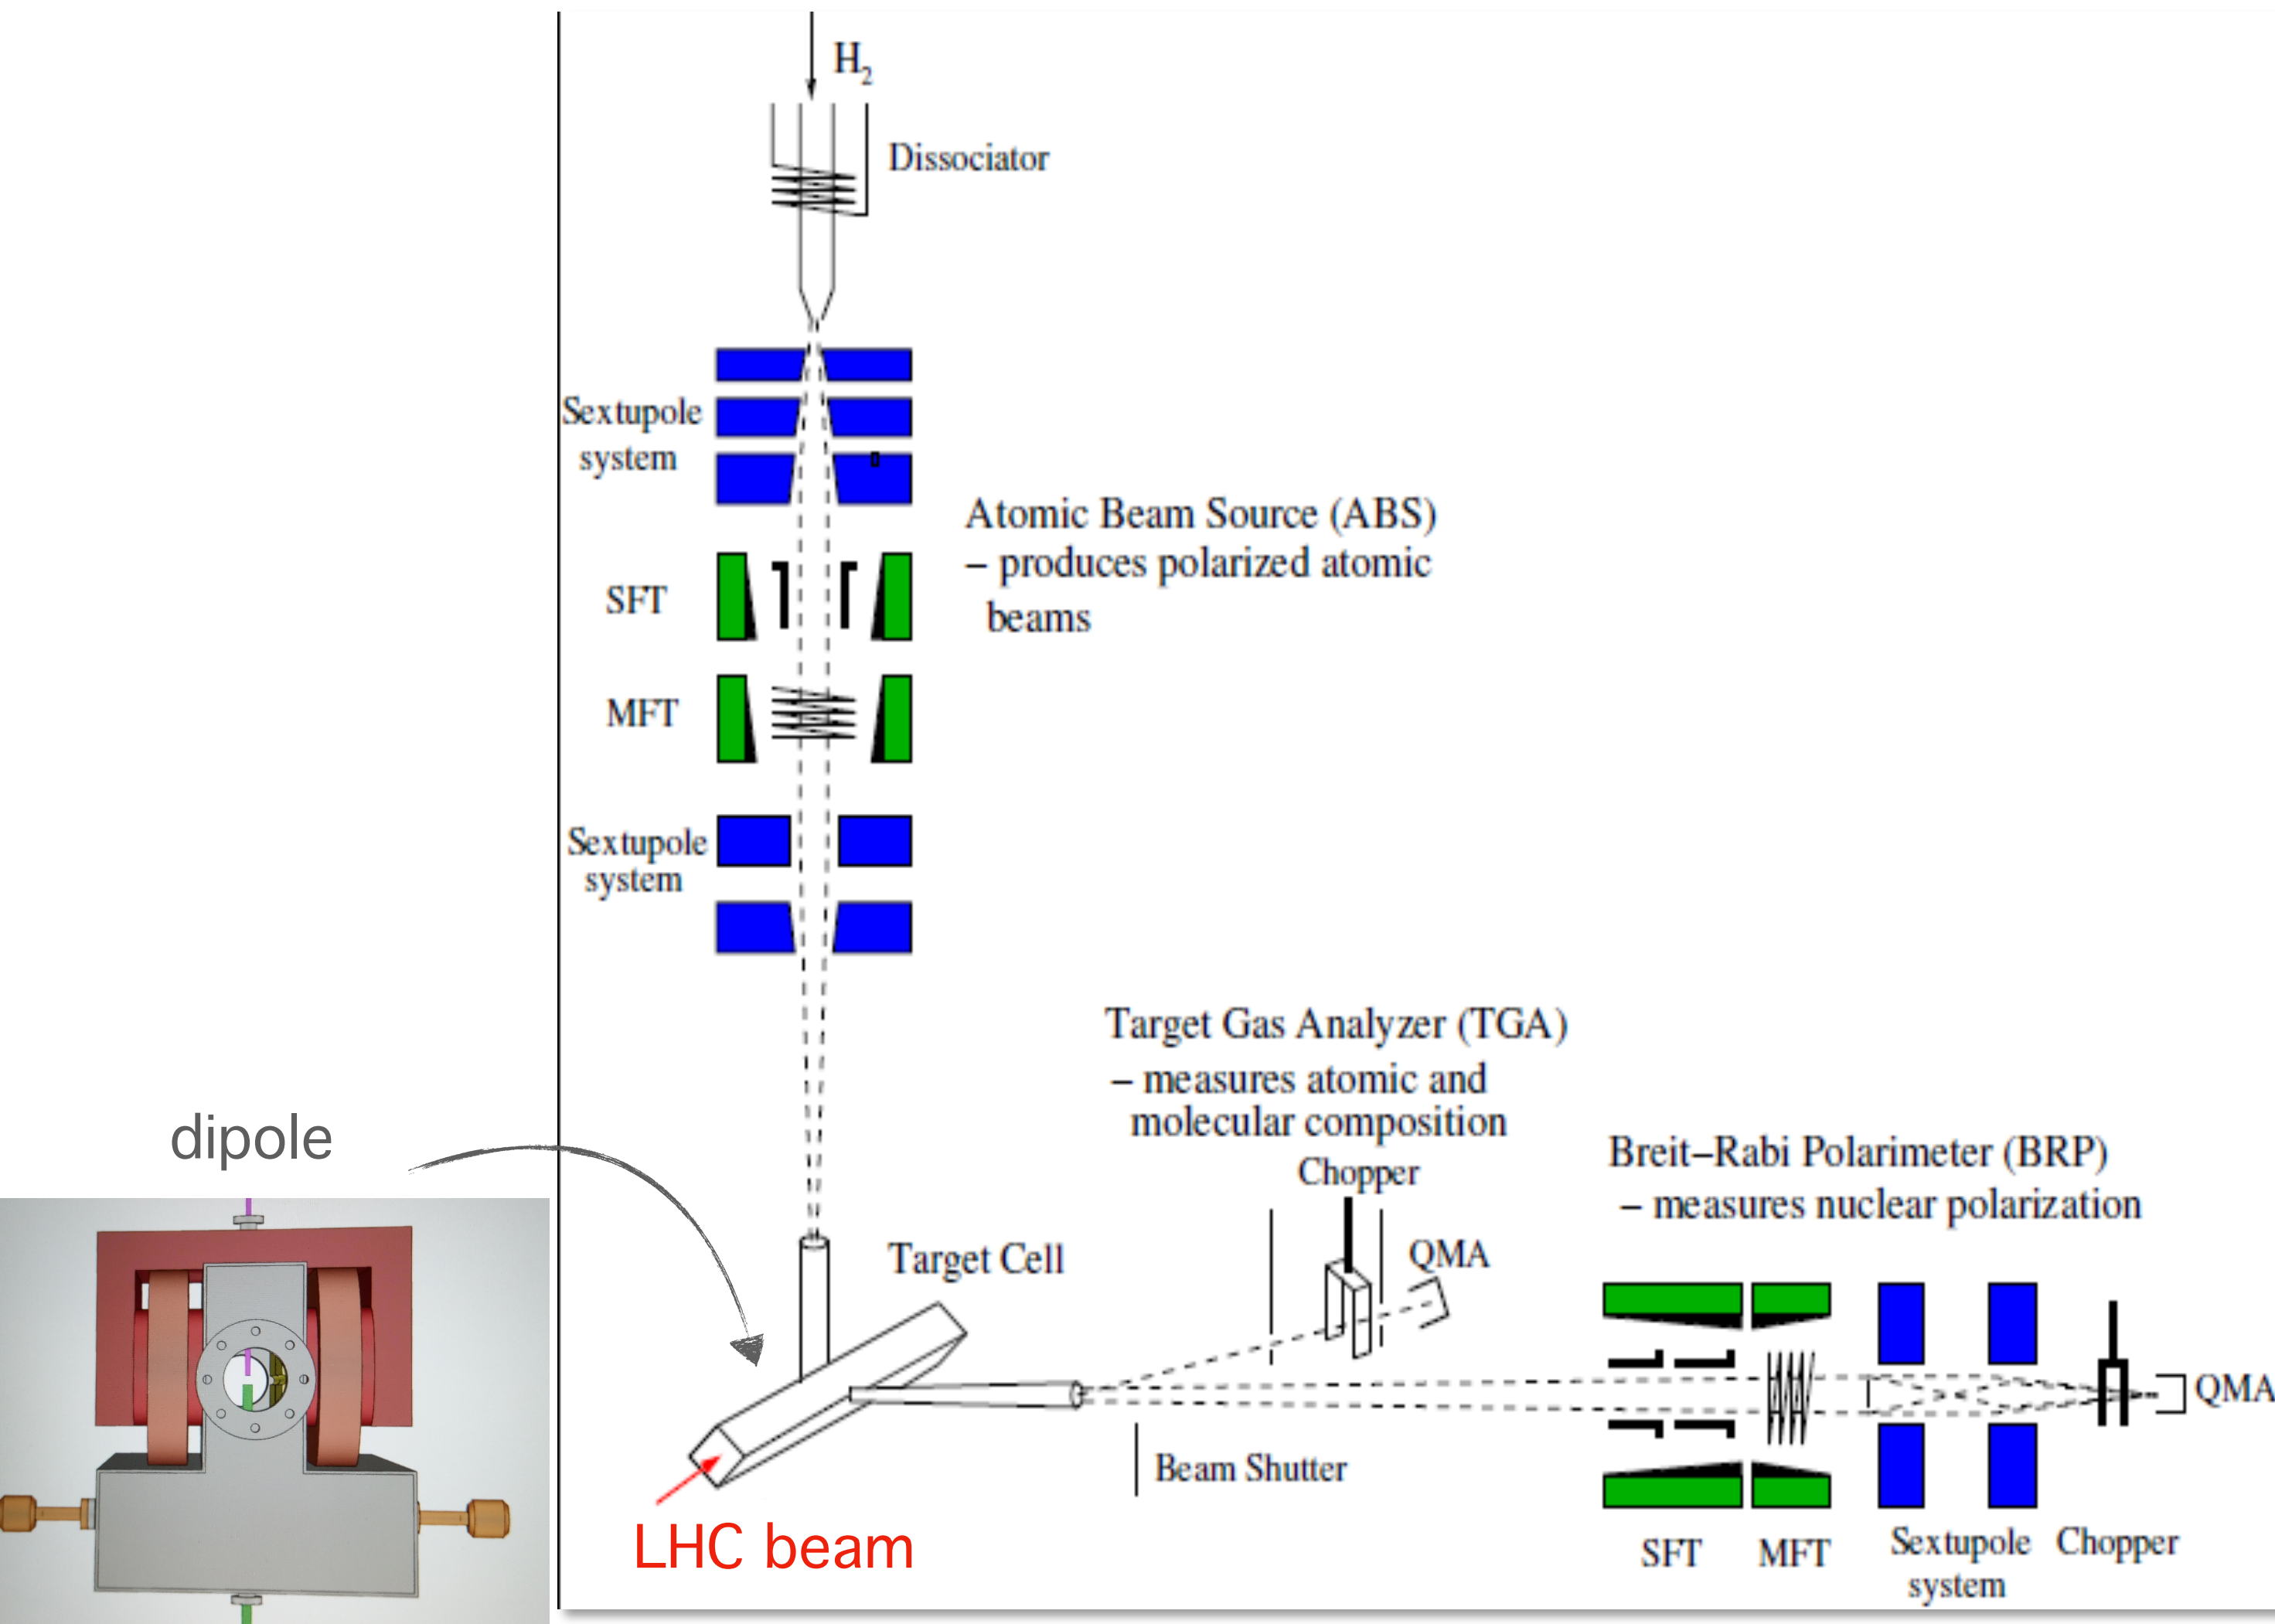 H2
Dissociator
Sextupole
system
Atomic Beam Source (ABS)
– produces polarized atomic
beams
SFT
MFT
Sextupole
system
Target Gas Analyzer (TGA)
– measures atomic and
molecular composition
Chopper
QMA
Breit–Rabi Polarimeter (BRP)
– measures nuclear polarization
dipole
Target Cell
QMA
Beam Shutter
LHC beam
SFT MFT Sextupole Chopper
system